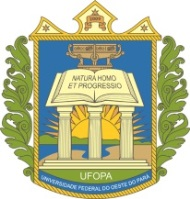 NATURA HOMO
ET PROGRESSIO
UFOPA
UNIVERSIDADE FEDERAL DO OESTE DO PARÁ